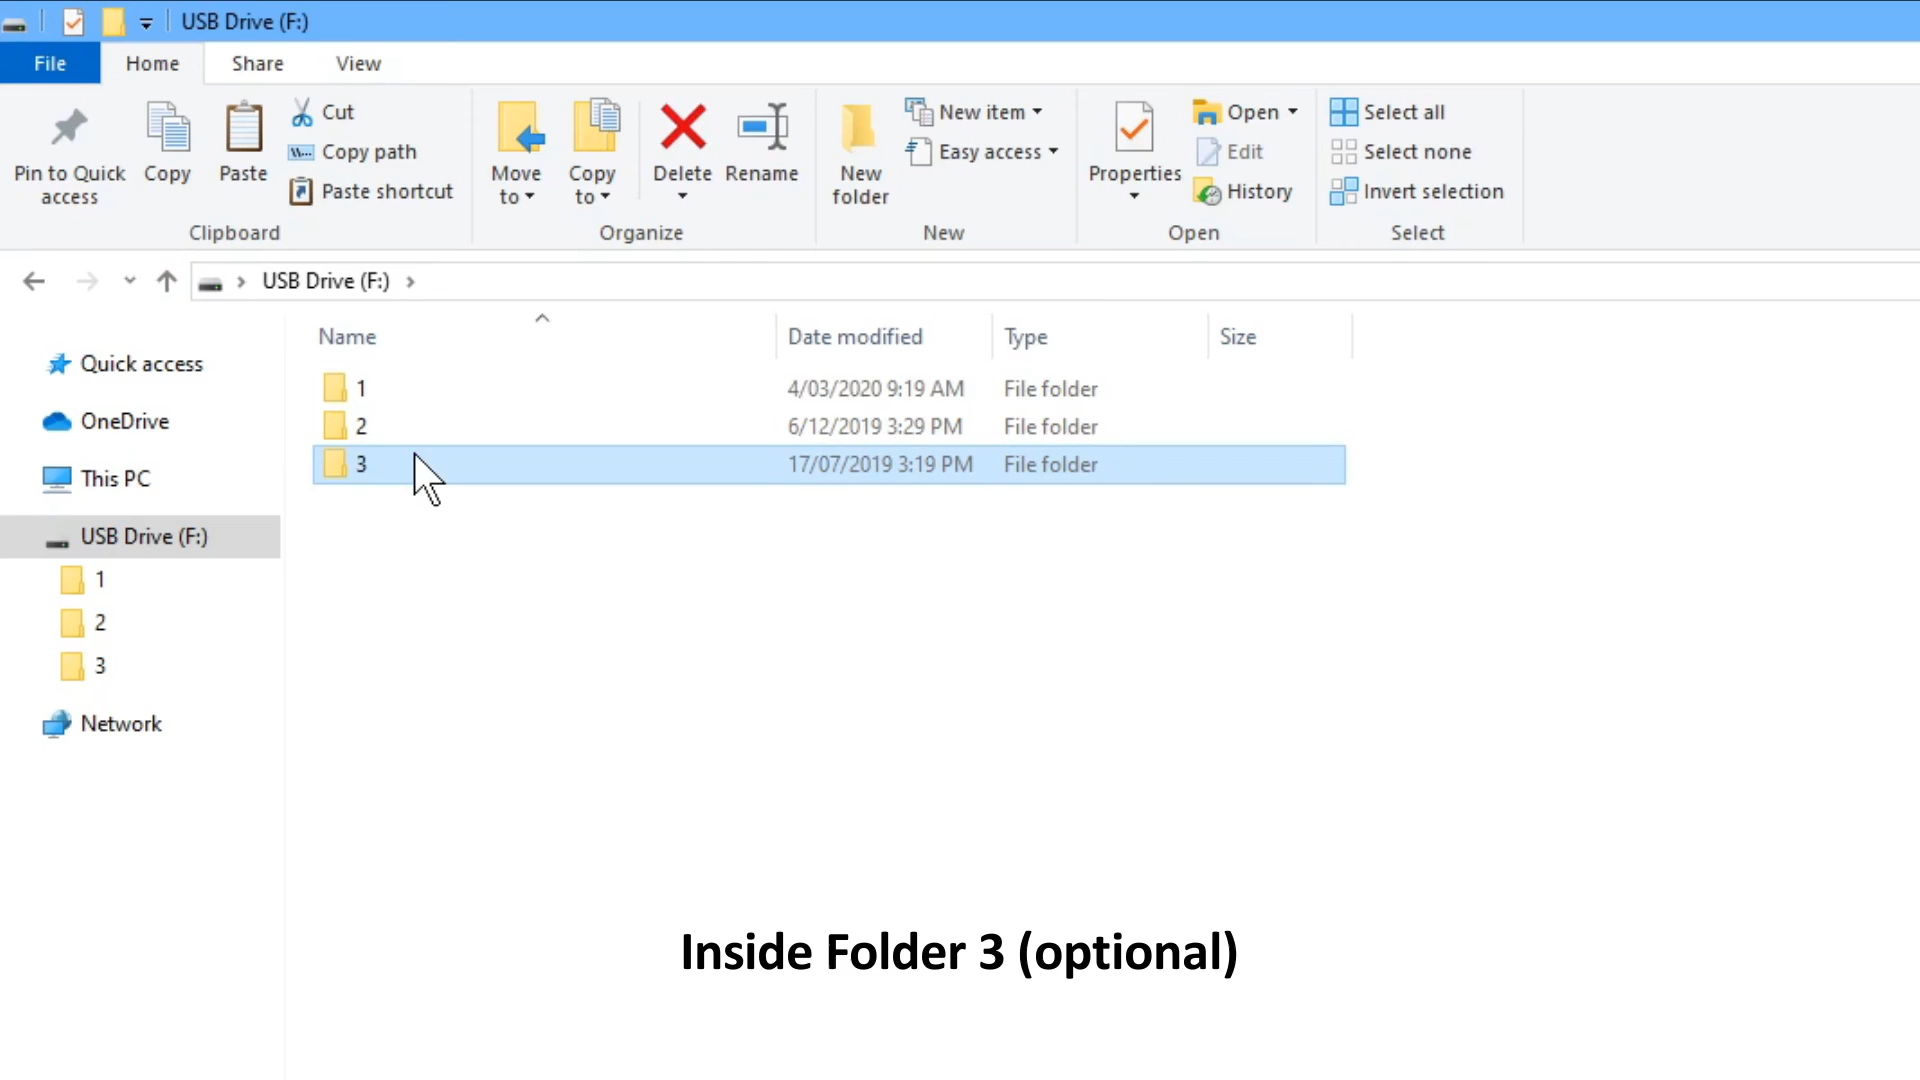 USB Drive (F:)
File Home Share View
Pin to Quick access
Copy
Paste
Cut
Copy path
Paste shortcut
Clipboard
Move to
Copy to
Delete
Rename
Organize
New folder
New item
Easy access
New
Properties
Open
Edit
History
Open
Select all
Select none
Invert selection
Select
USB Drive (F:)
Name Date modified Type Size
1 4/03/2020 9:19 AM File folder
2 6/12/2019 3:29 PM File folder
3 17/07/2019 3:19 PM File folder
Quick access
OneDrive
This PC
USB Drive (F:)
1
2
3
Network
Inside Folder 3 (optional)